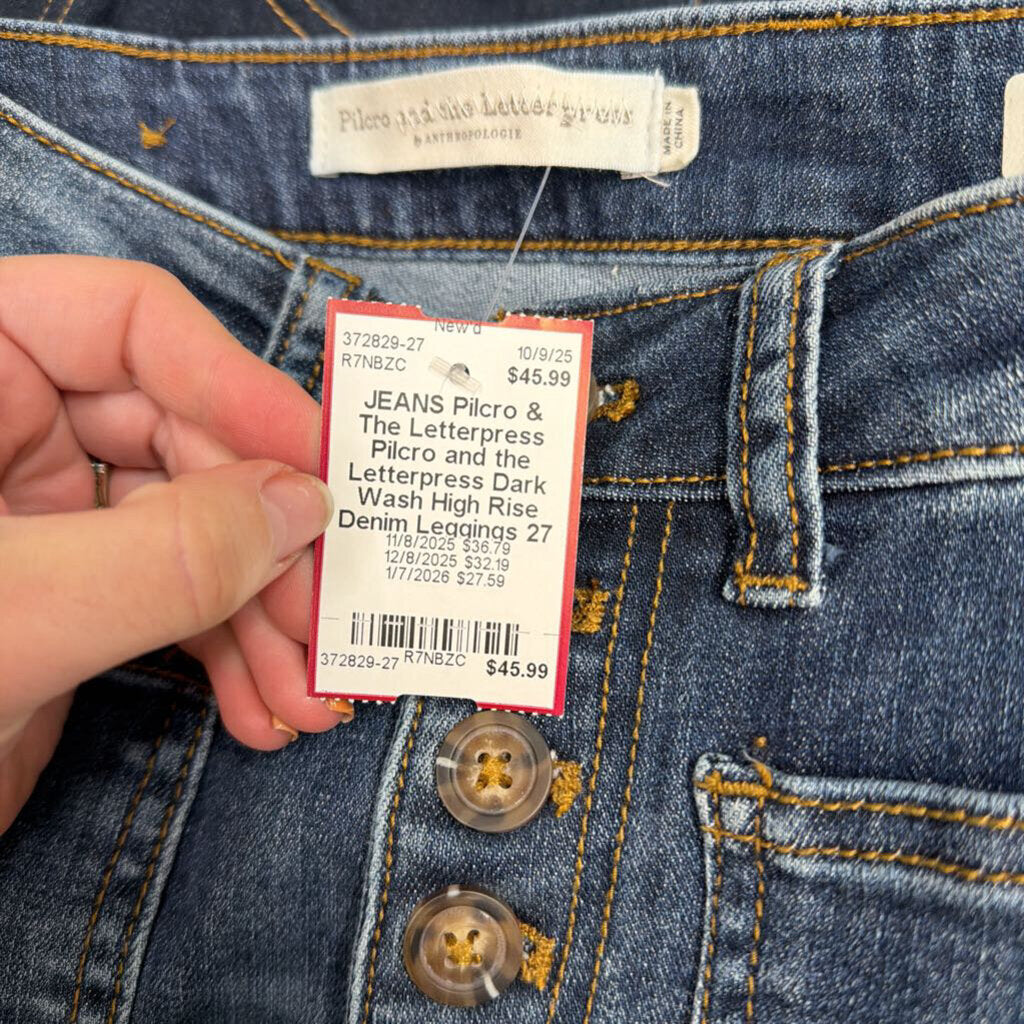 Pilcro and the Letterpress
by ANTHROPOLOGIE
MADE IN
CHINA
New'd
372829-27
10/9/25
R7NBZC
$45.99
JEANS Pilcro &
The Letterpress
Pilcro and the
Letterpress Dark
Wash High Rise
Denim Leggings 27
11/8/2025 $36.79
12/8/2025 $32.19
1/7/2026 $27.59
372829-27 R7NBZC $45.99